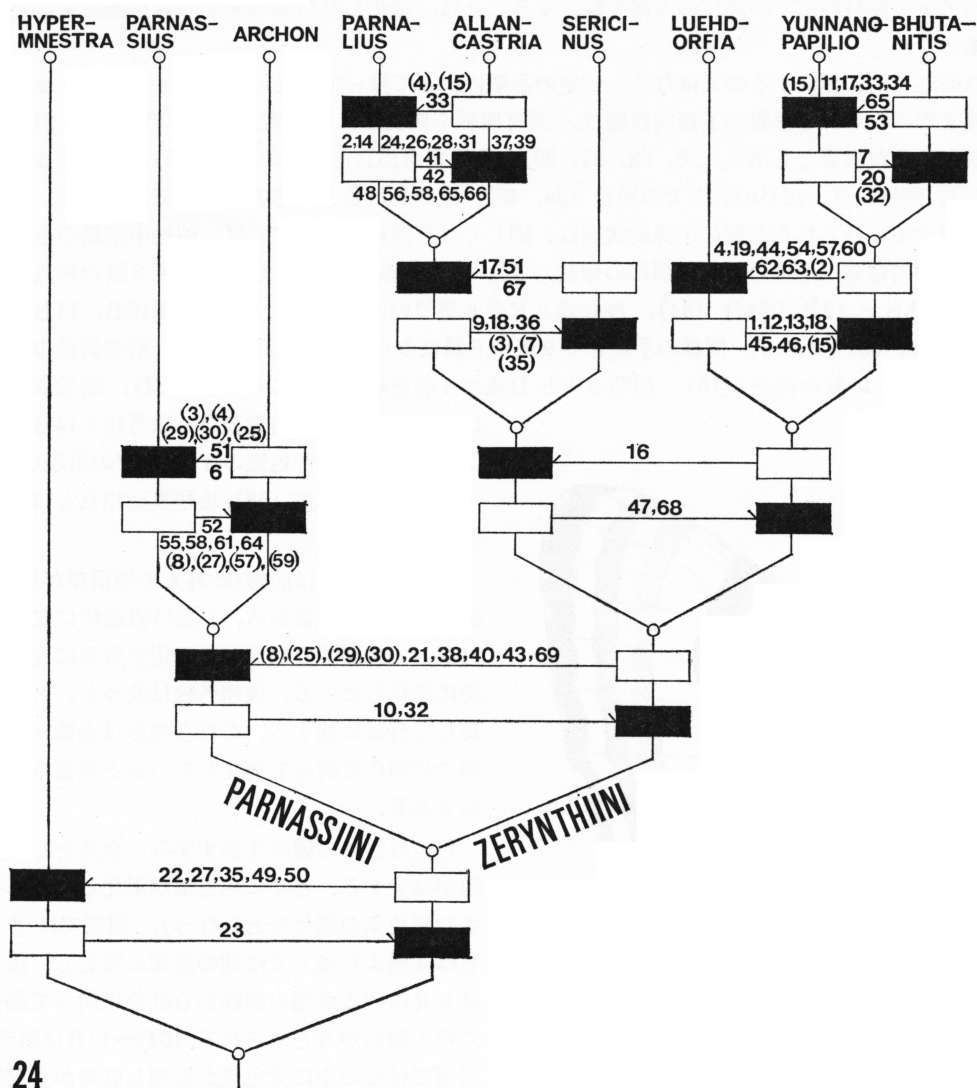 HYPER-
MNESTRA
PARNAS-
SIUS
ARCHON
PARNA-
LIUS
ALLAN-
CASTRIA
SERICI-
NUS
LUEHD-
ORFIA
YUNNANO-
PAPILIO
BHUTA-
NITIS
(4),(15)
33
2,14 24,26,28,31 37,39
41
42
48 56,58,65,66
(15) 11,17,33,34
65
53
7
20
(32)
17,51
67
9,18,36
(3),(7)
(35)
4,19,44,54,57,60
62,63,(2)
1,12,13,18
45,46,(15)
(3),(4)
(29)(30),(25)
51
6
52
55,58,61,64
(8),(27),(57),(59)
16
47,68
(8),(25),(29),(30),21,38,40,43,69
10,32
PARNASSIINI
ZERYNTHIINI
22,27,35,49,50
23
24